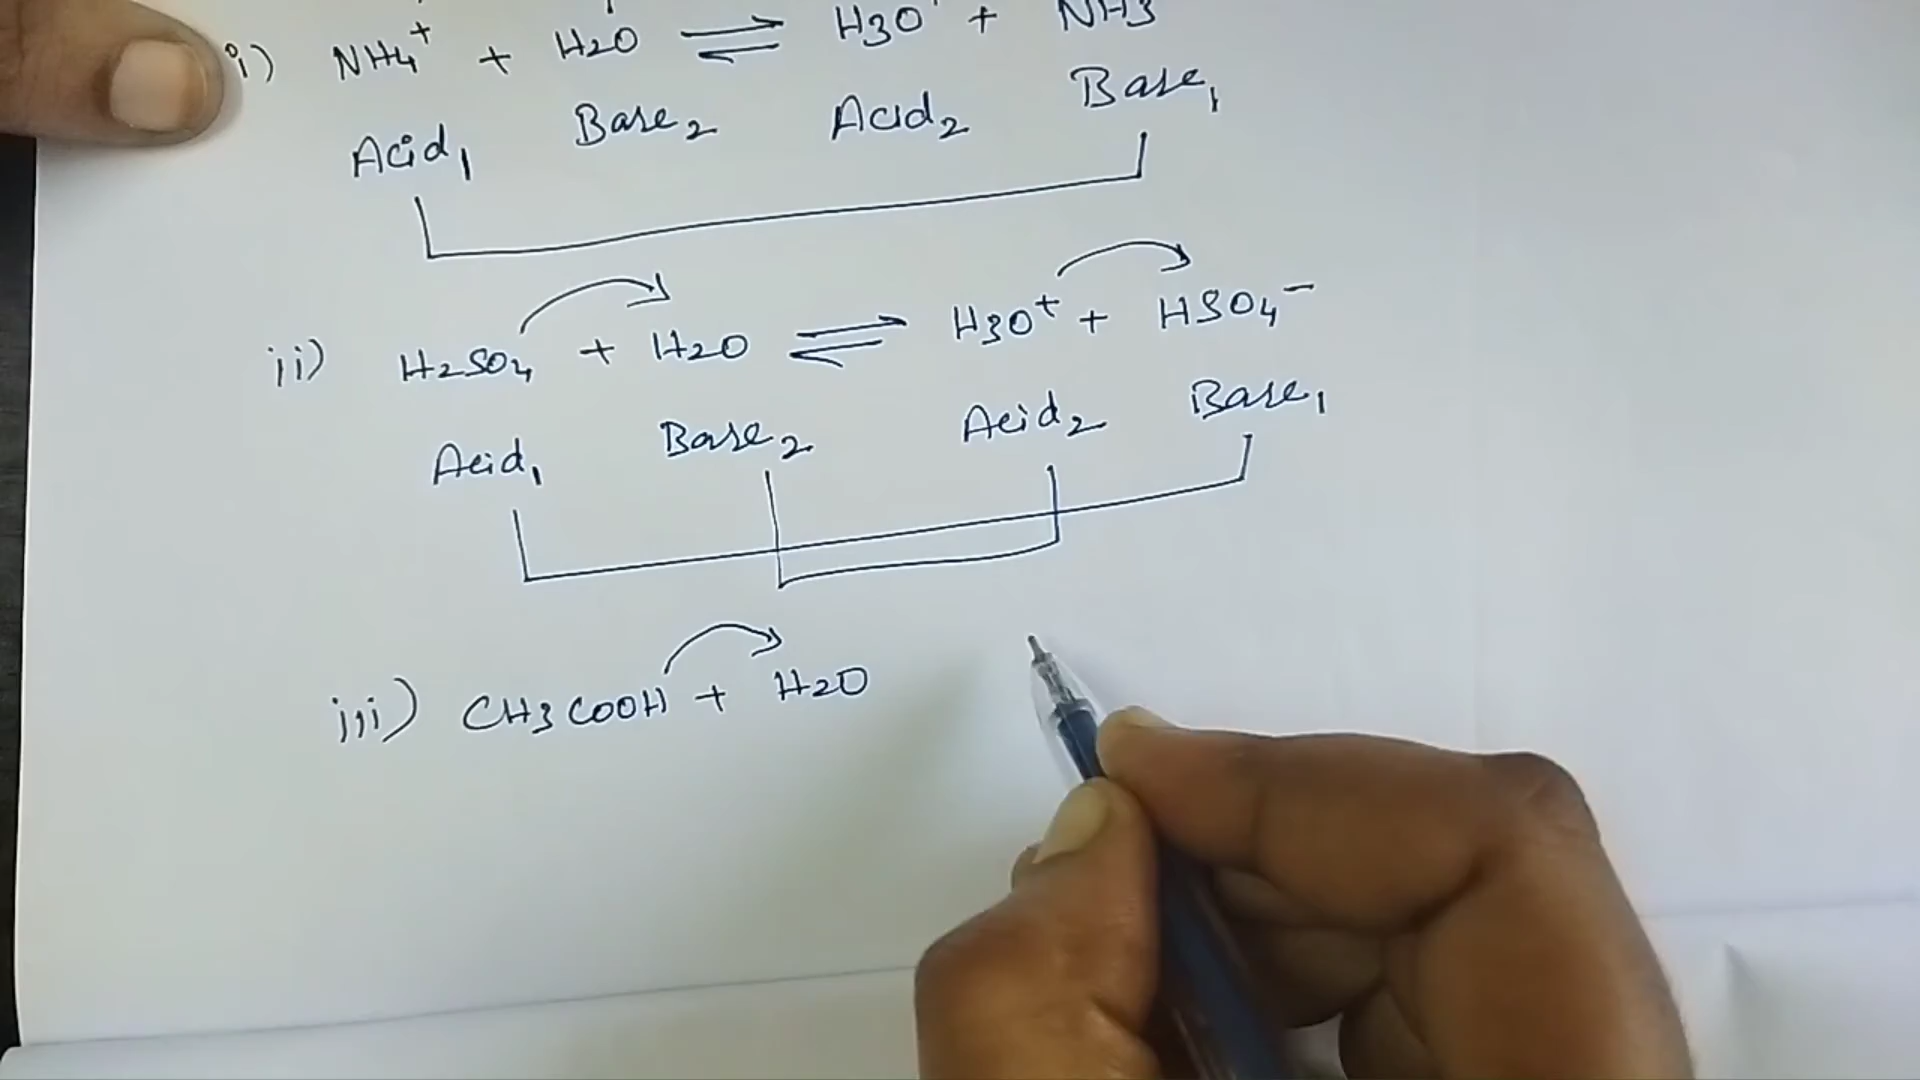 i) NH4+ + H2O ⇌ H3O+ + NH3
Acid1 Base2 Acid2 Base1
ii) H2SO4 + H2O ⇌ H3O+ + HSO4−
Acid1 Base2 Acid2 Base1
iii) CH3COOH + H2O